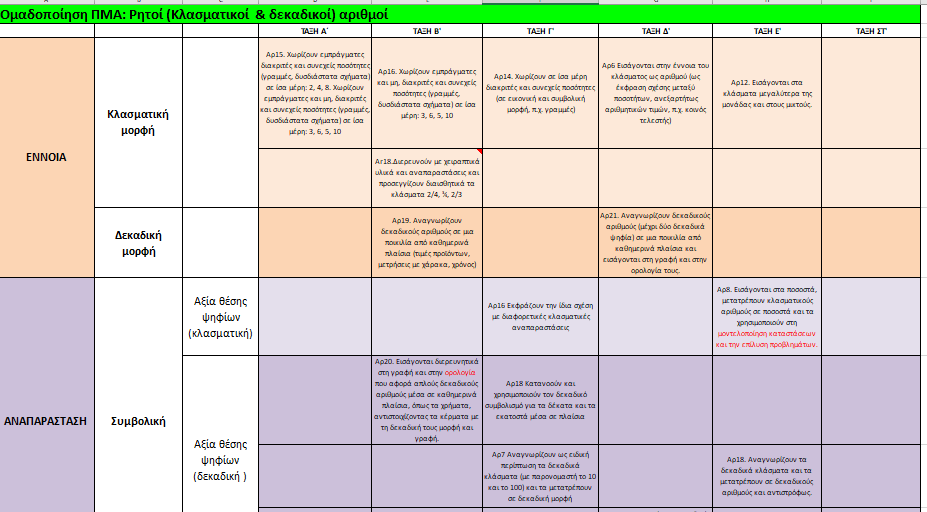 Ομαδοποίηση ΠΜΑ: Ρητοί (Κλασματικοί & δεκαδικοί) αριθμοί
ΤΑΞΗ Α΄ ΤΑΞΗ Β' ΤΑΞΗ Γ' ΤΑΞΗ Δ' ΤΑΞΗ Ε' ΤΑΞΗ ΣΤ'
ΕΝΝΟΙΑ
Κλασματική
μορφή
Αρ15. Χωρίζουν εμπράγματες
διακριτές και συνεχείς ποσότητες
(γραμμές, δυσδιάστατα σχήματα)
σε ίσα μέρη: 2, 4, 8. Χωρίζουν
εμπράγματες και μη, διακριτές
και συνεχείς ποσότητες (γραμμές,
δυσδιάστατα σχήματα) σε ίσα
μέρη: 3, 6, 5, 10
Αρ16. Χωρίζουν εμπράγματες
και μη, διακριτές και συνεχείς
ποσότητες (γραμμές,
δυσδιάστατα σχήματα) σε ίσα
μέρη: 3, 6, 5, 10
Αρ14. Χωρίζουν σε ίσα μέρη
διακριτές και συνεχείς ποσότητες
(σε εικονική και συμβολική
μορφή, π.χ. γραμμές)
Αρ6 Εισάγονται στην έννοια του
κλάσματος ως αριθμού (ως
έκφραση σχέσης μεταξύ
ποσοτήτων, ανεξαρτήτως
αριθμητικών τιμών, π.χ. κοινός
τελεστής)
Αρ12. Εισάγονται στα
κλάσματα μεγαλύτερα της
μονάδας και στους μικτούς.
Αr18.Διερευνούν με χειραπτικά
υλικά και αναπαραστάσεις και
προσεγγίζουν διαισθητικά τα
κλάσματα 2/4, ¾, 2/3
Δεκαδική
μορφή
Αρ19. Αναγνωρίζουν
δεκαδικούς αριθμούς σε μια
ποικιλία από καθημερινά
πλαίσια (τιμές προϊόντων,
μετρήσεις με χάρακα, χρόνος)
Αρ21. Αναγνωρίζουν δεκαδικούς
αριθμούς (μέχρι δύο δεκαδικά
ψηφία) σε μια ποικιλία από
καθημερινά πλαίσια και
εισάγονται στη γραφή και στην
ορολογία τους.
ΑΝΑΠΑΡΑΣΤΑΣΗ
Συμβολική
Αξία θέσης
ψηφίων
(κλασματική)
Αρ16 Εκφράζουν την ίδια σχέση
με διαφορετικές κλασματικές
αναπαραστάσεις
Αρ8. Εισάγονται στα ποσοστά,
μετατρέπουν κλασματικούς
αριθμούς σε ποσοστά και τα
χρησιμοποιούν στη
μοντελοποίηση καταστάσεων
και την επίλυση προβλημάτων.
Αξία θέσης
ψηφίων
(δεκαδική )
Αρ20. Εισάγονται διερευνητικά
στη γραφή και στην ορολογία
που αφορά απλούς δεκαδικούς
αριθμούς μέσα σε καθημερινά
πλαίσια, όπως τα χρήματα,
αντιστοιχίζοντας τα κέρματα με
τη δεκαδική τους μορφή και
γραφή.
Αρ18 Κατανοούν και
χρησιμοποιούν τον δεκαδικό
συμβολισμό για τα δέκατα και τα
εκατοστά μέσα σε πλαίσια
Αρ7 Αναγνωρίζουν ως ειδική
περίπτωση τα δεκαδικά
κλάσματα (με παρονομαστή το 10
και το 100) και τα μετατρέπουν
σε δεκαδική μορφή
Αρ18. Αναγνωρίζουν τα
δεκαδικά κλάσματα και τα
μετατρέπουν σε δεκαδικούς
αριθμούς και αντιστρόφως.